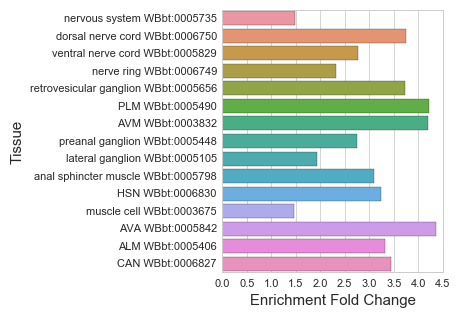 nervous system WBbt:0005735
dorsal nerve cord WBbt:0006750
ventral nerve cord WBbt:0005829
nerve ring WBbt:0006749
retrovesicular ganglion WBbt:0005656
PLM WBbt:0005490
AVM WBbt:0003832
preanal ganglion WBbt:0005448
lateral ganglion WBbt:0005105
anal sphincter muscle WBbt:0005798
HSN WBbt:0006830
muscle cell WBbt:0003675
AVA WBbt:0005842
ALM WBbt:0005406
CAN WBbt:0006827
Tissue
0.0 0.5 1.0 1.5 2.0 2.5 3.0 3.5 4.0 4.5
Enrichment Fold Change